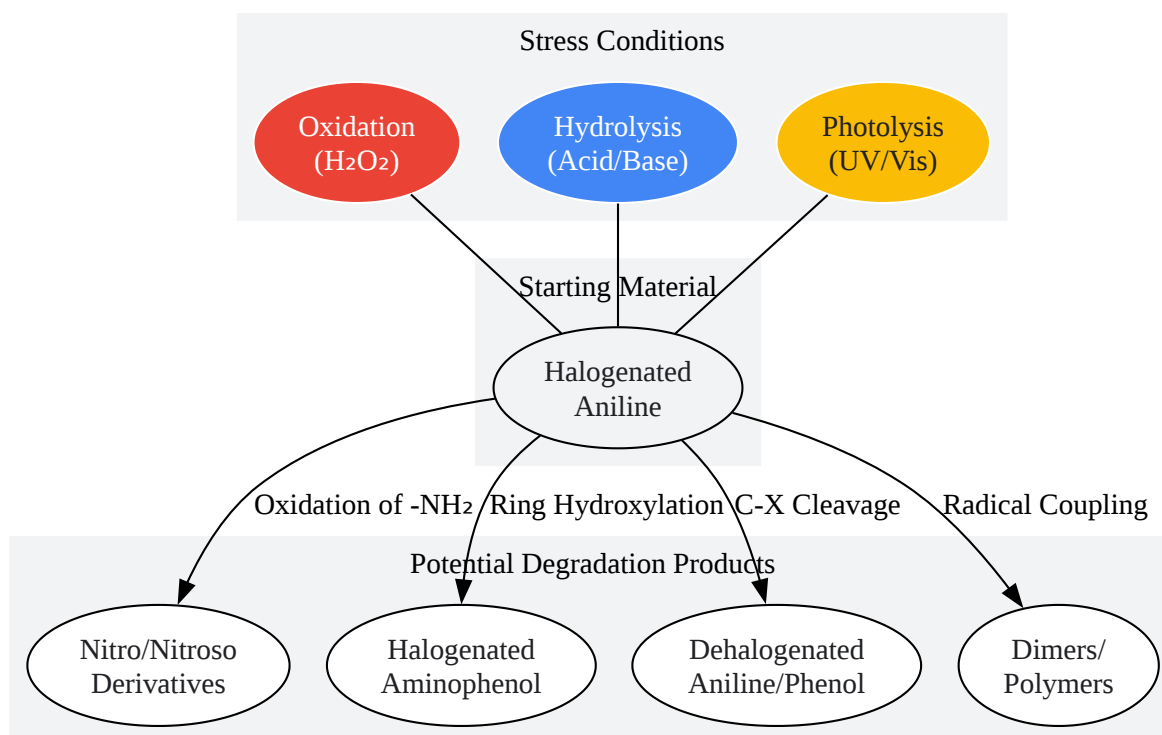 Stress Conditions
Oxidation
(H₂O₂)
Hydrolysis
(Acid/Base)
Photolysis
(UV/Vis)
Starting Material
Halogenated
Aniline
Oxidation of -NH₂
Ring Hydroxylation
C-X Cleavage
Radical Coupling
Potential Degradation Products
Nitro/Nitroso
Derivatives
Halogenated
Aminophenol
Dehalogenated
Aniline/Phenol
Dimers/
Polymers